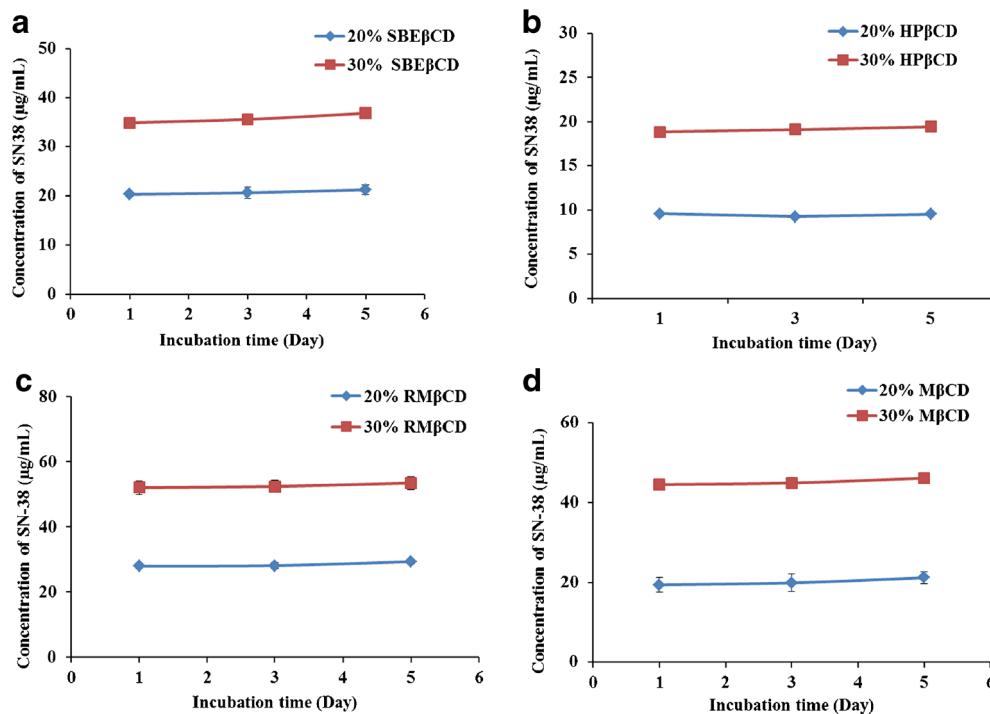 a
20% SBEβCD
30% SBEβCD
Concentration of SN38 (µg/mL)
50
40
30
20
10
0
0 1 2 3 4 5 6
Incubation time (Day)
b
20% HPβCD
30% HPβCD
Concentration of SN38 (µg/mL)
30
25
20
15
10
5
0
1 3 5
Incubation time (Day)
c
20% RMβCD
30% RMβCD
Concentration of SN-38 (µg/mL)
80
60
40
20
0
0 1 2 3 4 5 6
Incubation time (Day)
d
20% MβCD
30% MβCD
Concentration of SN-38 (µg/mL)
60
40
20
0
0 1 2 3 4 5 6
Incubation time (Day)